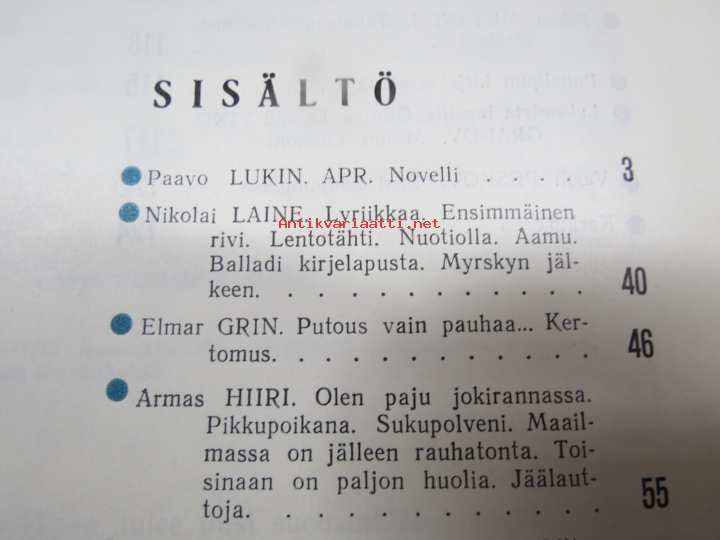 SISÄLTÖ
Paavo LUKIN. APR. Novelli . . . . 3
Nikolai LAINE. Lyriikkaa. Ensimmäinen
rivi. Lentotähti. Nuotiolla. Aamu.
Balladi kirjelapusta. Myrskyn jäl-
keen. . . . . . . . . . . . 40
Antikvariaatti.net
Elmar GRIN. Putous vain pauhaa... Ker-
tomus. . . . . . . . . . . . 46
Armas HIIRI. Olen paju jokirannassa.
Pikkupoikana. Sukupolveni. Maail-
massa on jälleen rauhatonta. Toi-
sinaan on paljon huolia. Jäälaut-
toja. . . . . . . . . . . . . 55